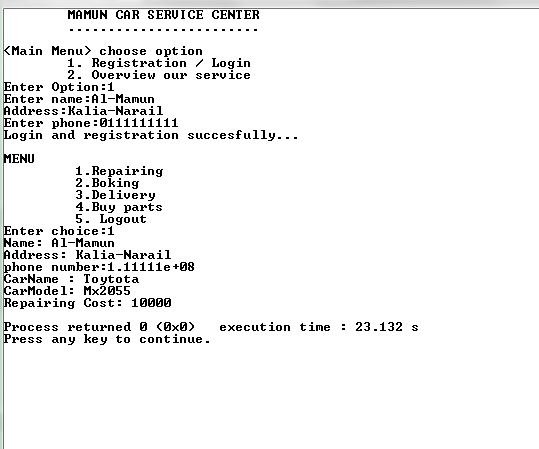 MAMUN CAR SERVICE CENTER
------------------------
<Main Menu> choose option
1. Registration / Login
2. Overview our service
Enter Option:1
Enter name:Al-Mamun
Address:Kalia-Narail
Enter phone:0111111111
Login and registration succesfully...
MENU
1.Repairing
2.Boking
3.Delivery
4.Buy parts
5. Logout
Enter choice:1
Name: Al-Mamun
Address: Kalia-Narail
phone number:1.11111e+08
CarName : Toytota
CarModel: Mx2055
Repairing Cost: 10000
Process returned 0 (0x0)   execution time : 23.132 s
Press any key to continue.